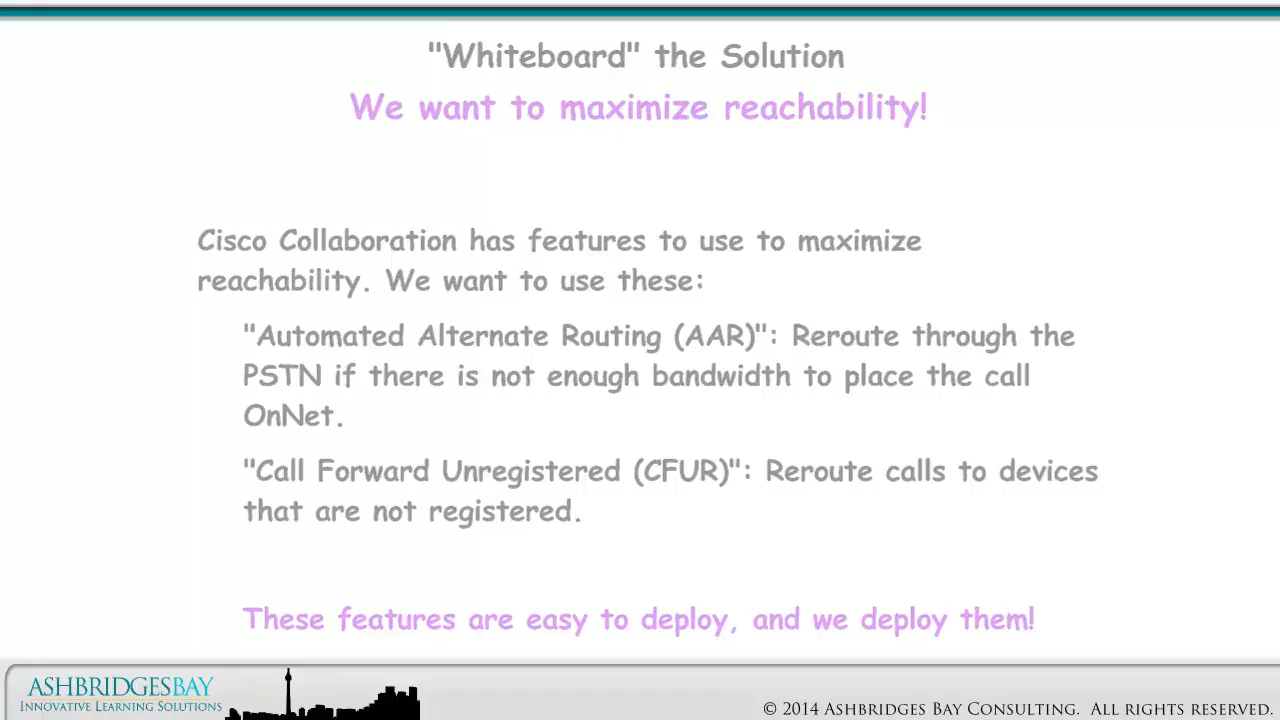 "Whiteboard" the Solution
We want to maximize reachability!
Cisco Collaboration has features to use to maximize
reachability. We want to use these:
"Automated Alternate Routing (AAR)": Reroute through the
PSTN if there is not enough bandwidth to place the call
OnNet.
"Call Forward Unregistered (CFUR)": Reroute calls to devices
that are not registered.
These features are easy to deploy, and we deploy them!
ASHBRIDGESBAY
INNOVATIVE LEARNING SOLUTIONS
© 2014 ASHBRIDGES BAY CONSULTING. ALL RIGHTS RESERVED.